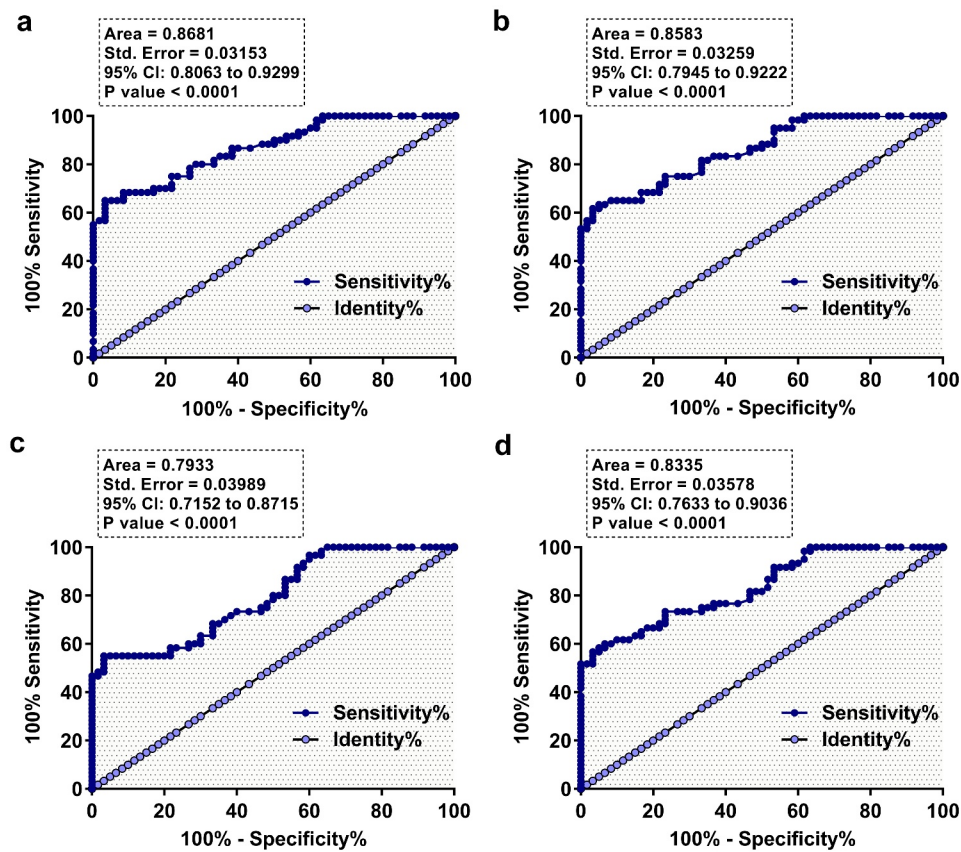 a
Area = 0.8681
Std. Error = 0.03153
95% CI: 0.8063 to 0.9299
P value < 0.0001
100% Sensitivity
100
80
60
40
20
0
Sensitivity%
Identity%
0 20 40 60 80 100
100% - Specificity%
b
Area = 0.8583
Std. Error = 0.03259
95% CI: 0.7945 to 0.9222
P value < 0.0001
100% Sensitivity
100
80
60
40
20
0
Sensitivity%
Identity%
0 20 40 60 80 100
100% - Specificity%
c
Area = 0.7933
Std. Error = 0.03989
95% CI: 0.7152 to 0.8715
P value < 0.0001
100% Sensitivity
100
80
60
40
20
0
Sensitivity%
Identity%
0 20 40 60 80 100
100% - Specificity%
d
Area = 0.8335
Std. Error = 0.03578
95% CI: 0.7633 to 0.9036
P value < 0.0001
100% Sensitivity
100
80
60
40
20
0
Sensitivity%
Identity%
0 20 40 60 80 100
100% - Specificity%